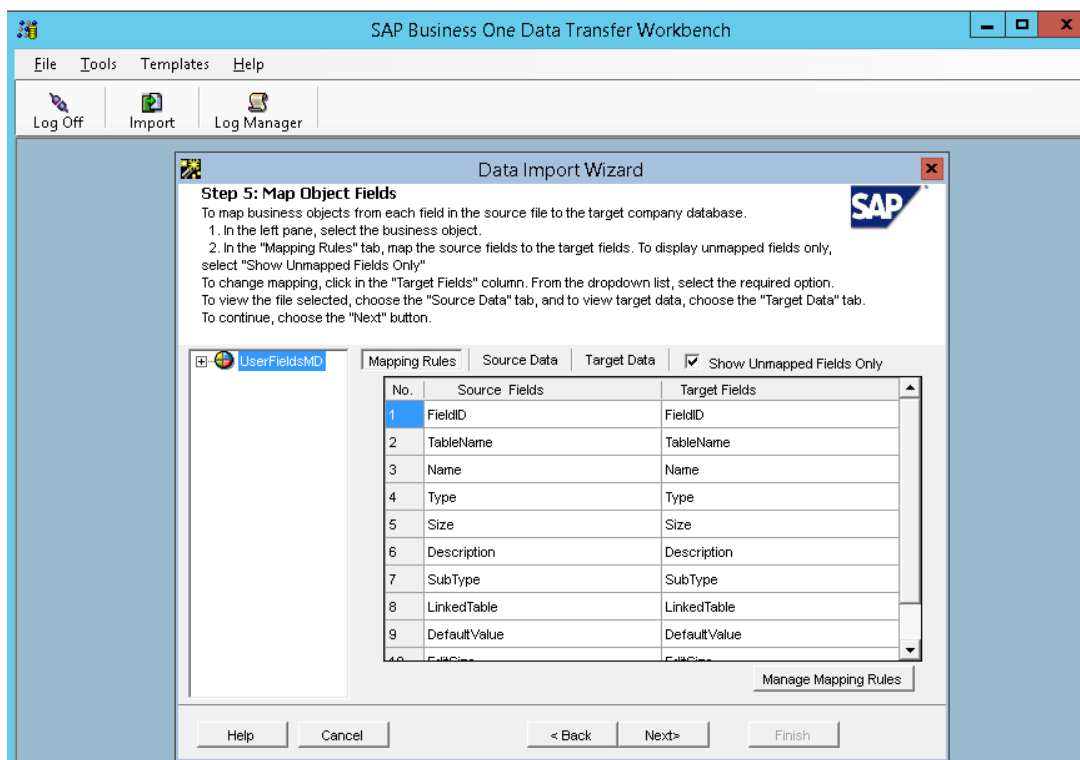 SAP Business One Data Transfer Workbench
File Tools Templates Help
Log Off Import Log Manager
Data Import Wizard
Step 5: Map Object Fields
To map business objects from each field in the source file to the target company database.
1. In the left pane, select the business object.
2. In the "Mapping Rules" tab, map the source fields to the target fields. To display unmapped fields only,
select "Show Unmapped Fields Only"
To change mapping, click in the "Target Fields" column. From the dropdown list, select the required option.
To view the file selected, choose the "Source Data" tab, and to view target data, choose the "Target Data" tab.
To continue, choose the "Next" button.
SAP
UserFieldsMD
Mapping Rules Source Data Target Data Show Unmapped Fields Only
No. Source Fields Target Fields
1 FieldID FieldID
2 TableName TableName
3 Name Name
4 Type Type
5 Size Size
6 Description Description
7 SubType SubType
8 LinkedTable LinkedTable
9 DefaultValue DefaultValue
10 EditSize EditSize
Manage Mapping Rules
Help Cancel < Back Next> Finish